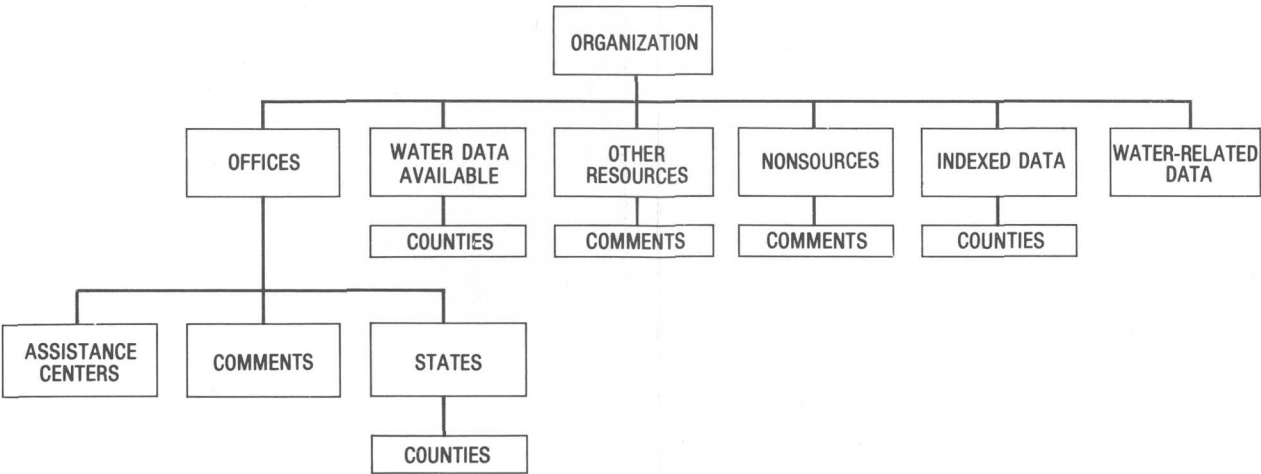 ORGANIZATION
OFFICES
WATER DATA
AVAILABLE
OTHER
RESOURCES
NONSOURCES
INDEXED DATA
WATER-RELATED
DATA
COUNTIES
COMMENTS
COMMENTS
COUNTIES
ASSISTANCE
CENTERS
COMMENTS
STATES
COUNTIES